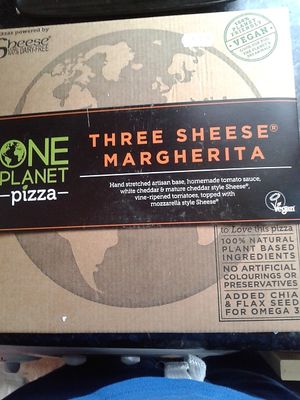 Pizzas powered by
Sheese
100% DAIRY-FREE
100% PLANET
FRIENDLY
VEGAN
ONE
PLANET
pizza
THREE SHEESE®
MARGHERITA
Hand stretched artisan base, homemade tomato sauce,
white cheddar & mature cheddar style Sheese®,
vine-ripened tomatoes, topped with
mozzarella style Sheese®
Vegan
to Love this pizza
100% NATURAL
PLANT BASED
INGREDIENTS
NO ARTIFICIAL
COLOURINGS OR
PRESERVATIVES
ADDED CHIA
& FLAX SEED
FOR OMEGA 3